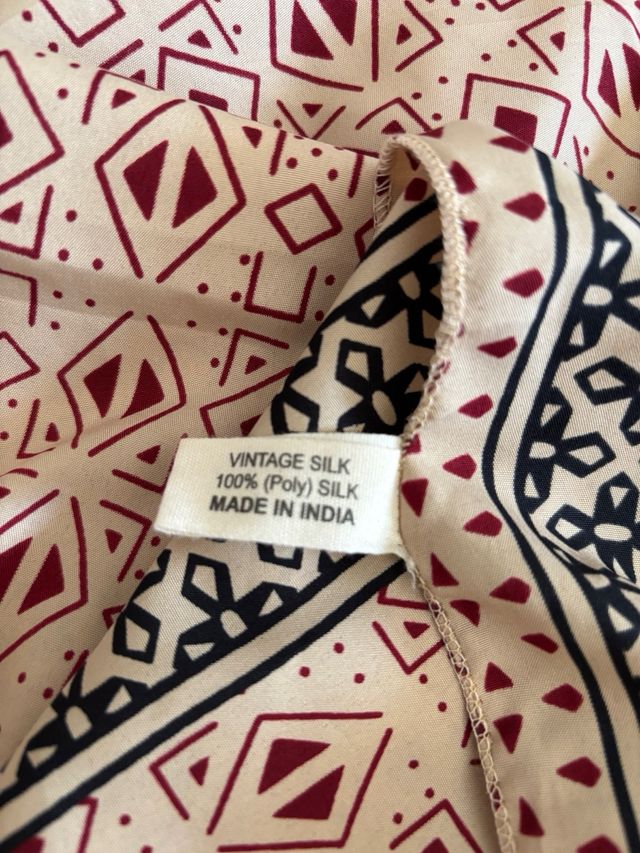 VINTAGE SILK
100% (Poly) SILK
MADE IN INDIA